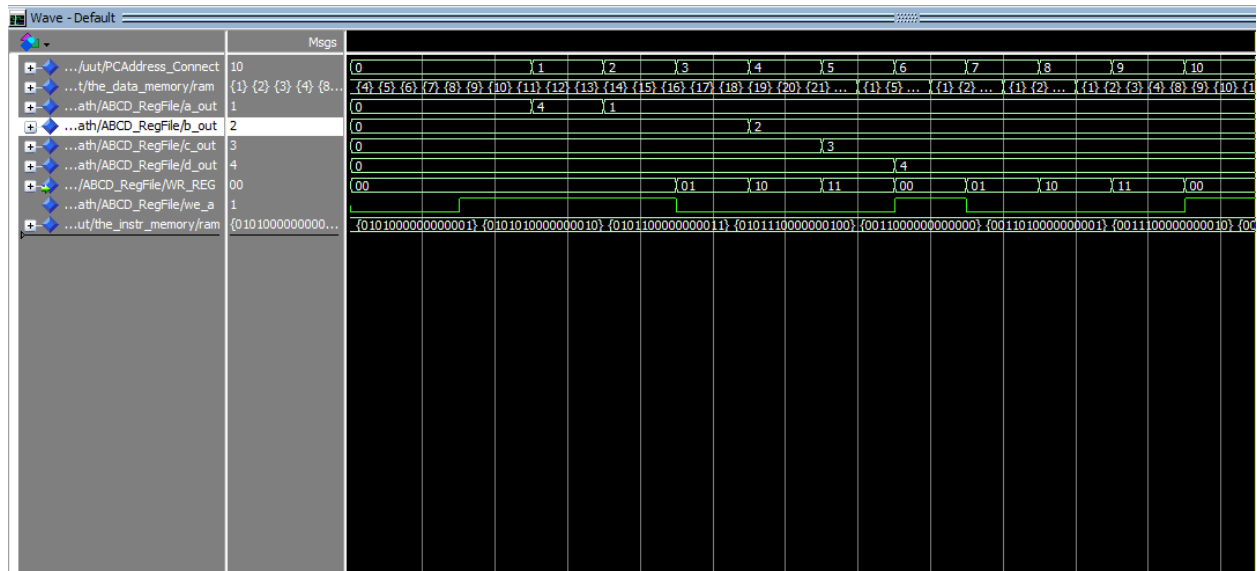 Wave - Default
Msgs
.../uut/PCAddress_Connect 10 0 1 2 3 4 5 6 7 8 9 10
...t/the_data_memory/ram {1} {2} {3} {4} {8... {4} {5} {6} {7} {8} {9} {10} {11} {12} {13} {14} {15} {16} {17} {18} {19} {20} {21} ... {1} {5} ... {1} {2} ... {1} {2} ... {1} {2} {3} {4} {8} {9} {10} {1
...ath/ABCD_RegFile/a_out 1 0 4 1
...ath/ABCD_RegFile/b_out 2 0 2
...ath/ABCD_RegFile/c_out 3 0 3
...ath/ABCD_RegFile/d_out 4 0 4
.../ABCD_RegFile/WR_REG 00 00 01 10 11 00 01 10 11 00
...ath/ABCD_RegFile/we_a 1
...ut/the_instr_memory/ram {0101000000000... {0101000000000001} {0101010000000010} {0101100000000011} {0101110000000100} {0011000000000000} {0011010000000001} {0011100000000010} {00